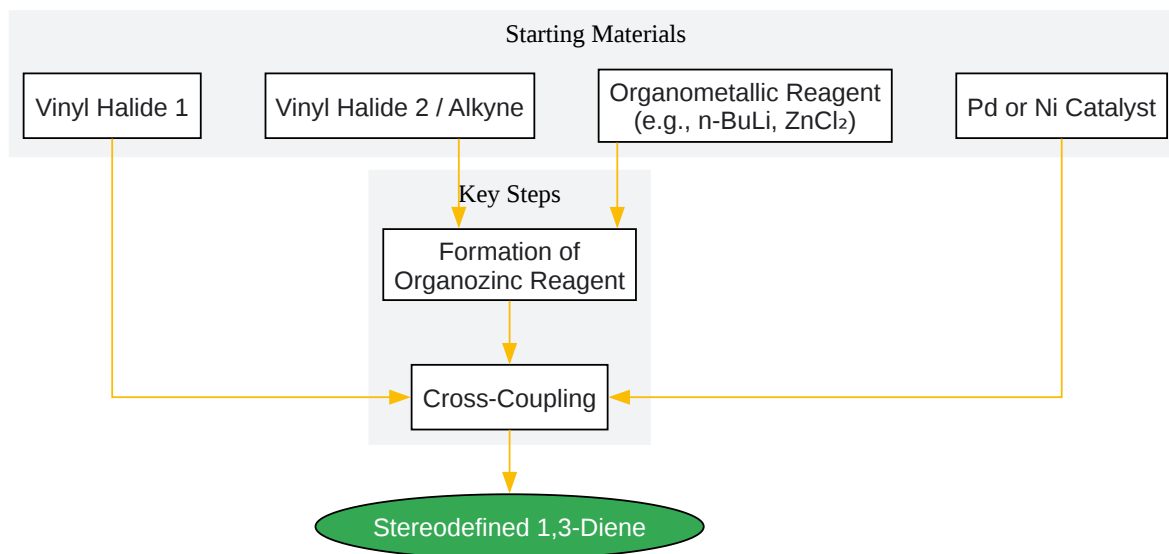 Starting Materials
Vinyl Halide 1
Vinyl Halide 2 / Alkyne
Organometallic Reagent
(e.g., n-BuLi, ZnCl₂)
Pd or Ni Catalyst
Key Steps
Formation of
Organozinc Reagent
Cross-Coupling
Stereodefined 1,3-Diene